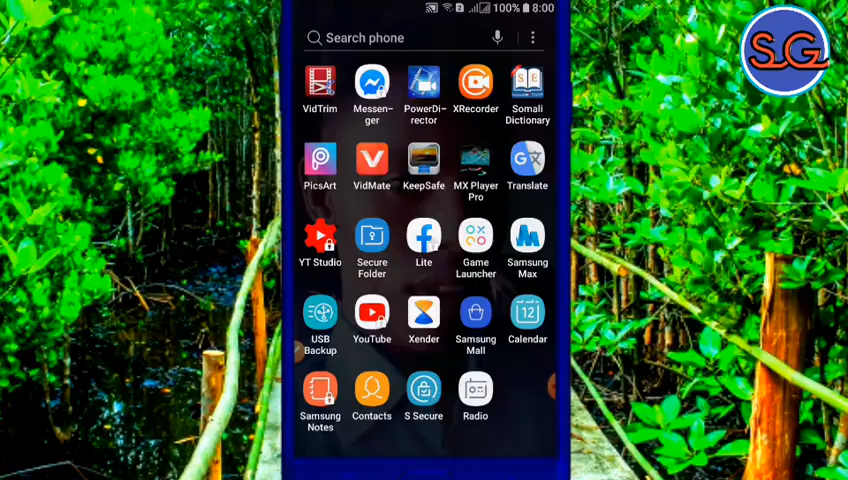 100% 8:00
SG
Search phone
VidTrim
Messen-
ger
PowerDi-
rector
XRecorder
Somali
Dictionary
PicsArt
VidMate
KeepSafe
MX Player
Pro
Translate
YT Studio
Secure
Folder
Lite
Game
Launcher
Samsung
Max
USB
Backup
YouTube
Xender
Samsung
Mall
12
Calendar
Samsung
Notes
Contacts
S Secure
Radio